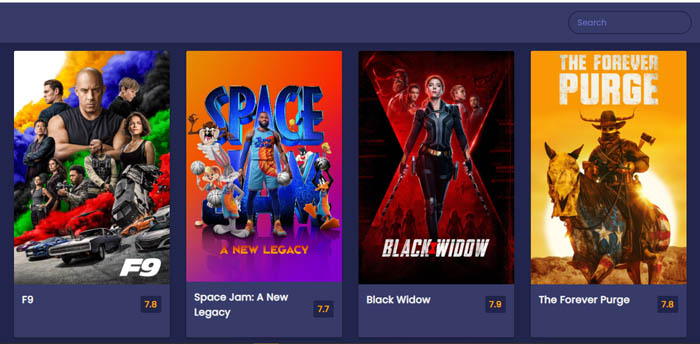 Search
F9
SPACE
JAM
A NEW LEGACY
BLACK WIDOW
THE FOREVER
PURGE
F9
7.8
Space Jam: A New
Legacy
7.7
Black Widow
7.9
The Forever Purge
7.8